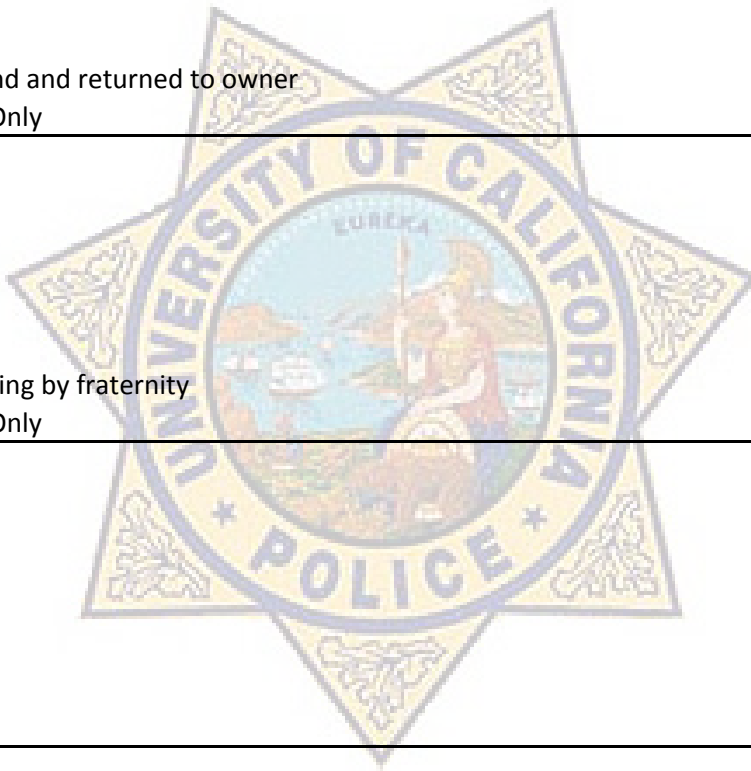 nd and returned to owner
Only
UNIVERSITY OF CALIFORNIA
EUREKA
ing by fraternity
Only
POLICE